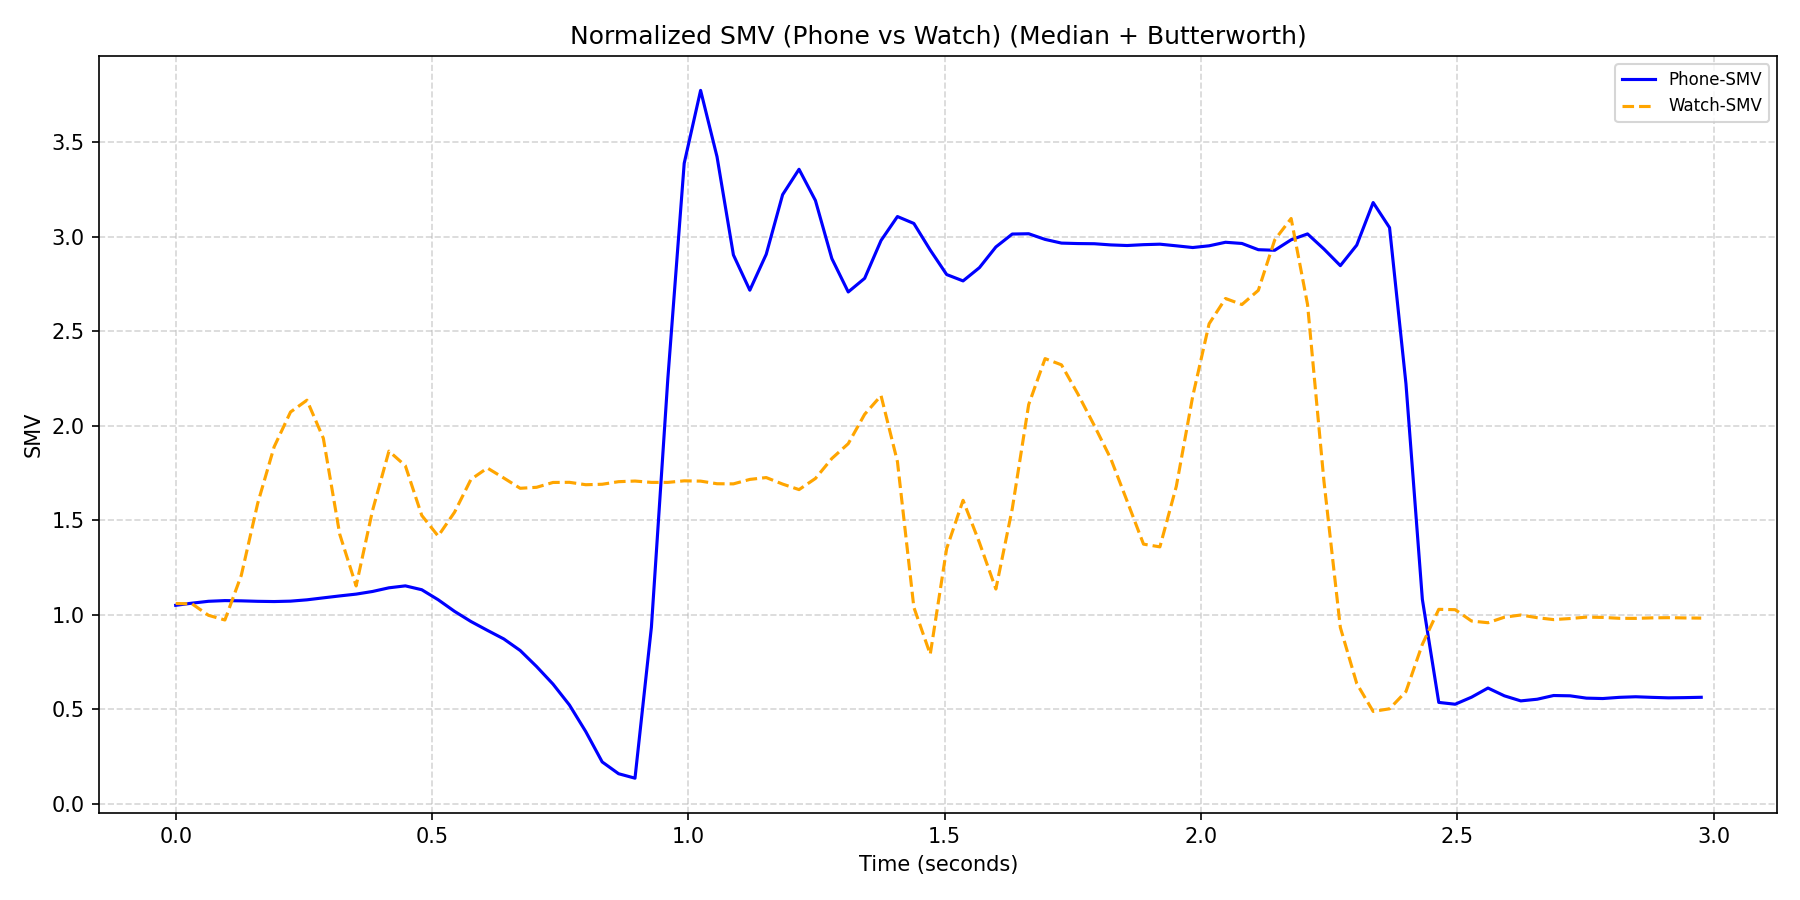 Normalized SMV (Phone vs Watch) (Median + Butterworth)
Phone-SMV
Watch-SMV
3.5
3.0
2.5
2.0
1.5
1.0
0.5
0.0
SMV
0.0 0.5 1.0 1.5 2.0 2.5 3.0
Time (seconds)